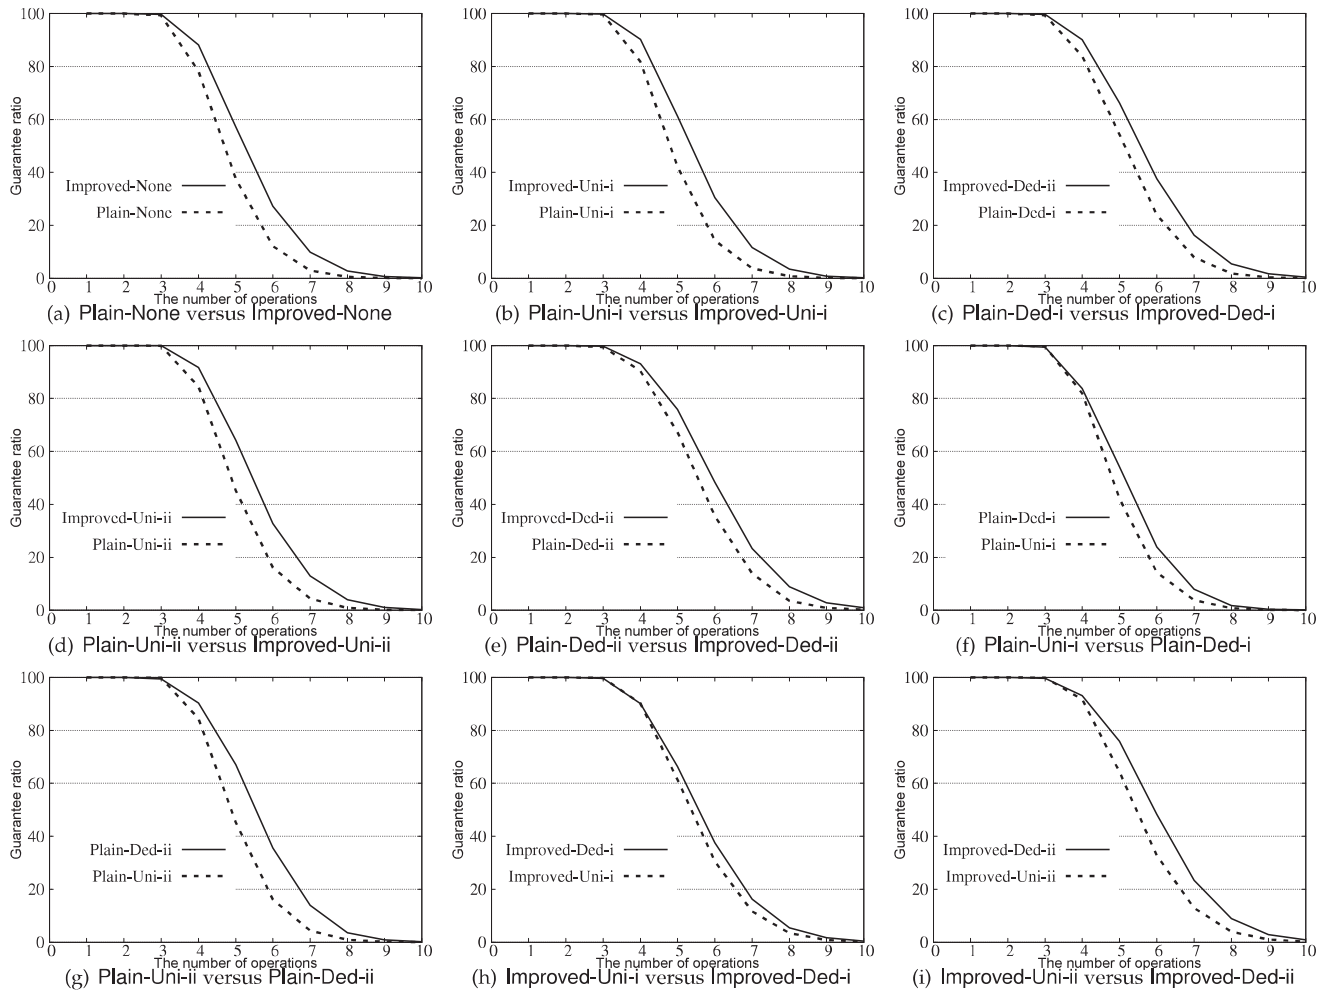 Guarantee ratio
100
80
60
40
20
0
Improved-None
Plain-None
0 1 2 3 4 5 6 7 8 9 10
The number of operations
(a) Plain-None versus Improved-None
Guarantee ratio
100
80
60
40
20
0
Improved-Uni-i
Plain-Uni-i
0 1 2 3 4 5 6 7 8 9 10
The number of operations
(b) Plain-Uni-i versus Improved-Uni-i
Guarantee ratio
100
80
60
40
20
0
Improved-Ded-ii
Plain-Ded-i
0 1 2 3 4 5 6 7 8 9 10
The number of operations
(c) Plain-Ded-i versus Improved-Ded-i
Guarantee ratio
100
80
60
40
20
0
Improved-Uni-ii
Plain-Uni-ii
0 1 2 3 4 5 6 7 8 9 10
The number of operations
(d) Plain-Uni-ii versus Improved-Uni-ii
Guarantee ratio
100
80
60
40
20
0
Improved-Ded-ii
Plain-Ded-ii
0 1 2 3 4 5 6 7 8 9 10
The number of operations
(e) Plain-Ded-ii versus Improved-Ded-ii
Guarantee ratio
100
80
60
40
20
0
Plain-Ded-i
Plain-Uni-i
0 1 2 3 4 5 6 7 8 9 10
The number of operations
(f) Plain-Uni-i versus Plain-Ded-i
Guarantee ratio
100
80
60
40
20
0
Plain-Ded-ii
Plain-Uni-ii
0 1 2 3 4 5 6 7 8 9 10
The number of operations
(g) Plain-Uni-ii versus Plain-Ded-ii
Guarantee ratio
100
80
60
40
20
0
Improved-Ded-i
Improved-Uni-i
0 1 2 3 4 5 6 7 8 9 10
The number of operations
(h) Improved-Uni-i versus Improved-Ded-i
Guarantee ratio
100
80
60
40
20
0
Improved-Ded-ii
Improved-Uni-ii
0 1 2 3 4 5 6 7 8 9 10
The number of operations
(i) Improved-Uni-ii versus Improved-Ded-ii